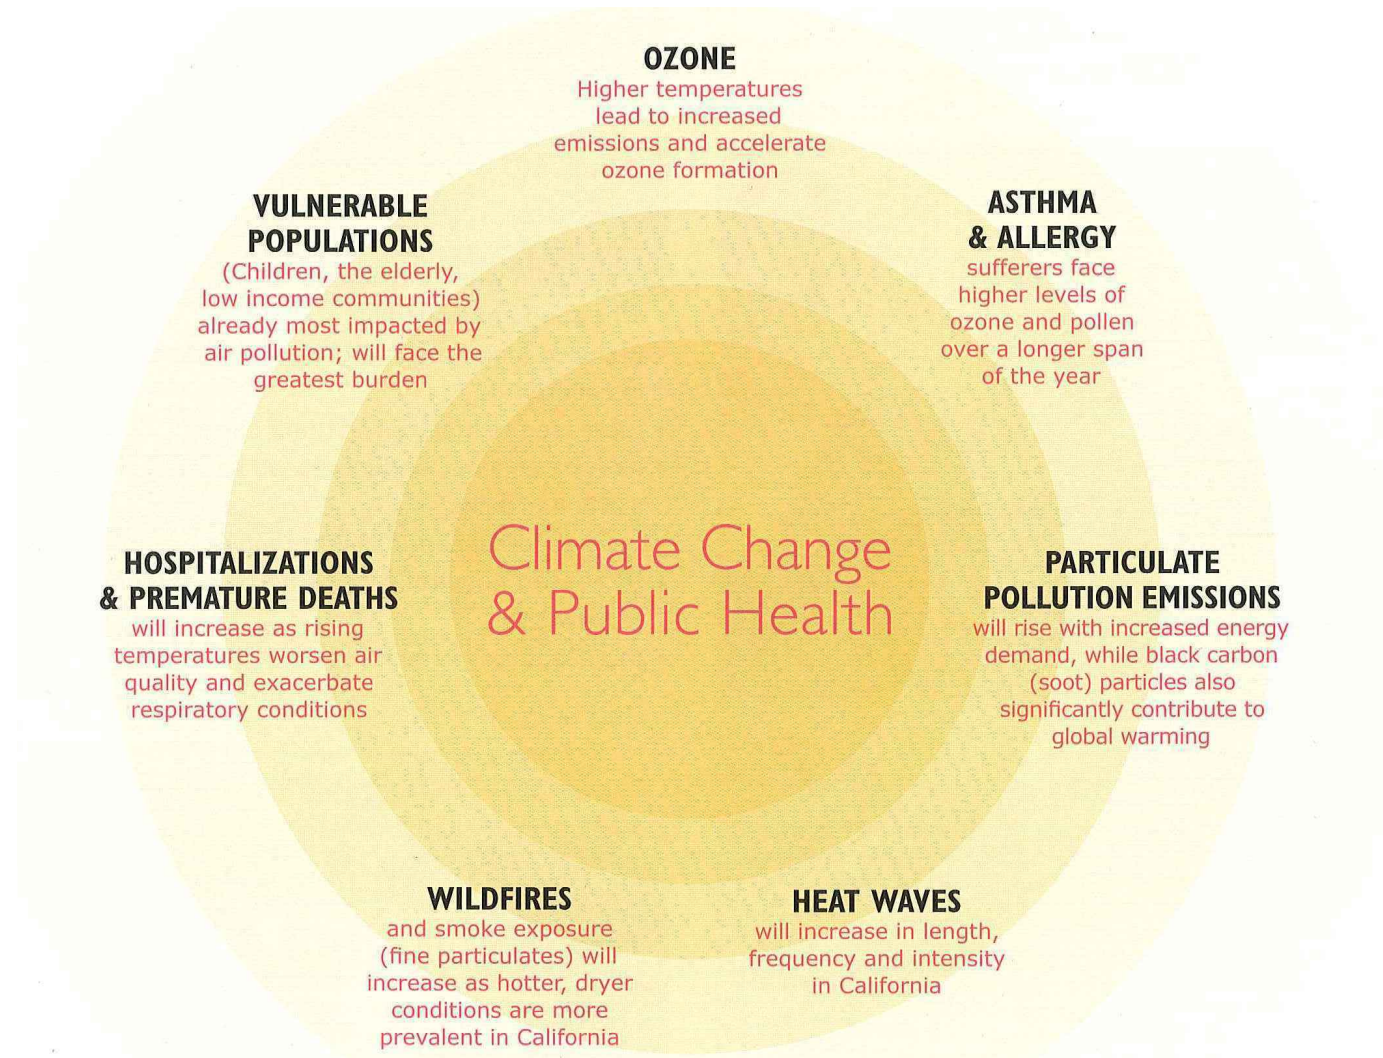 OZONE
Higher temperatures
lead to increased
emissions and accelerate
ozone formation
ASTHMA
& ALLERGY
sufferers face
higher levels of
ozone and pollen
over a longer span
of the year
PARTICULATE
POLLUTION EMISSIONS
will rise with increased energy
demand, while black carbon
(soot) particles also
significantly contribute to
global warming
HEAT WAVES
will increase in length,
frequency and intensity
in California
WILDFIRES
and smoke exposure
(fine particulates) will
increase as hotter, dryer
conditions are more
prevalent in California
HOSPITALIZATIONS
& PREMATURE DEATHS
will increase as rising
temperatures worsen air
quality and exacerbate
respiratory conditions
VULNERABLE
POPULATIONS
(Children, the elderly,
low income communities)
already most impacted by
air pollution; will face the
greatest burden
Climate Change
& Public Health